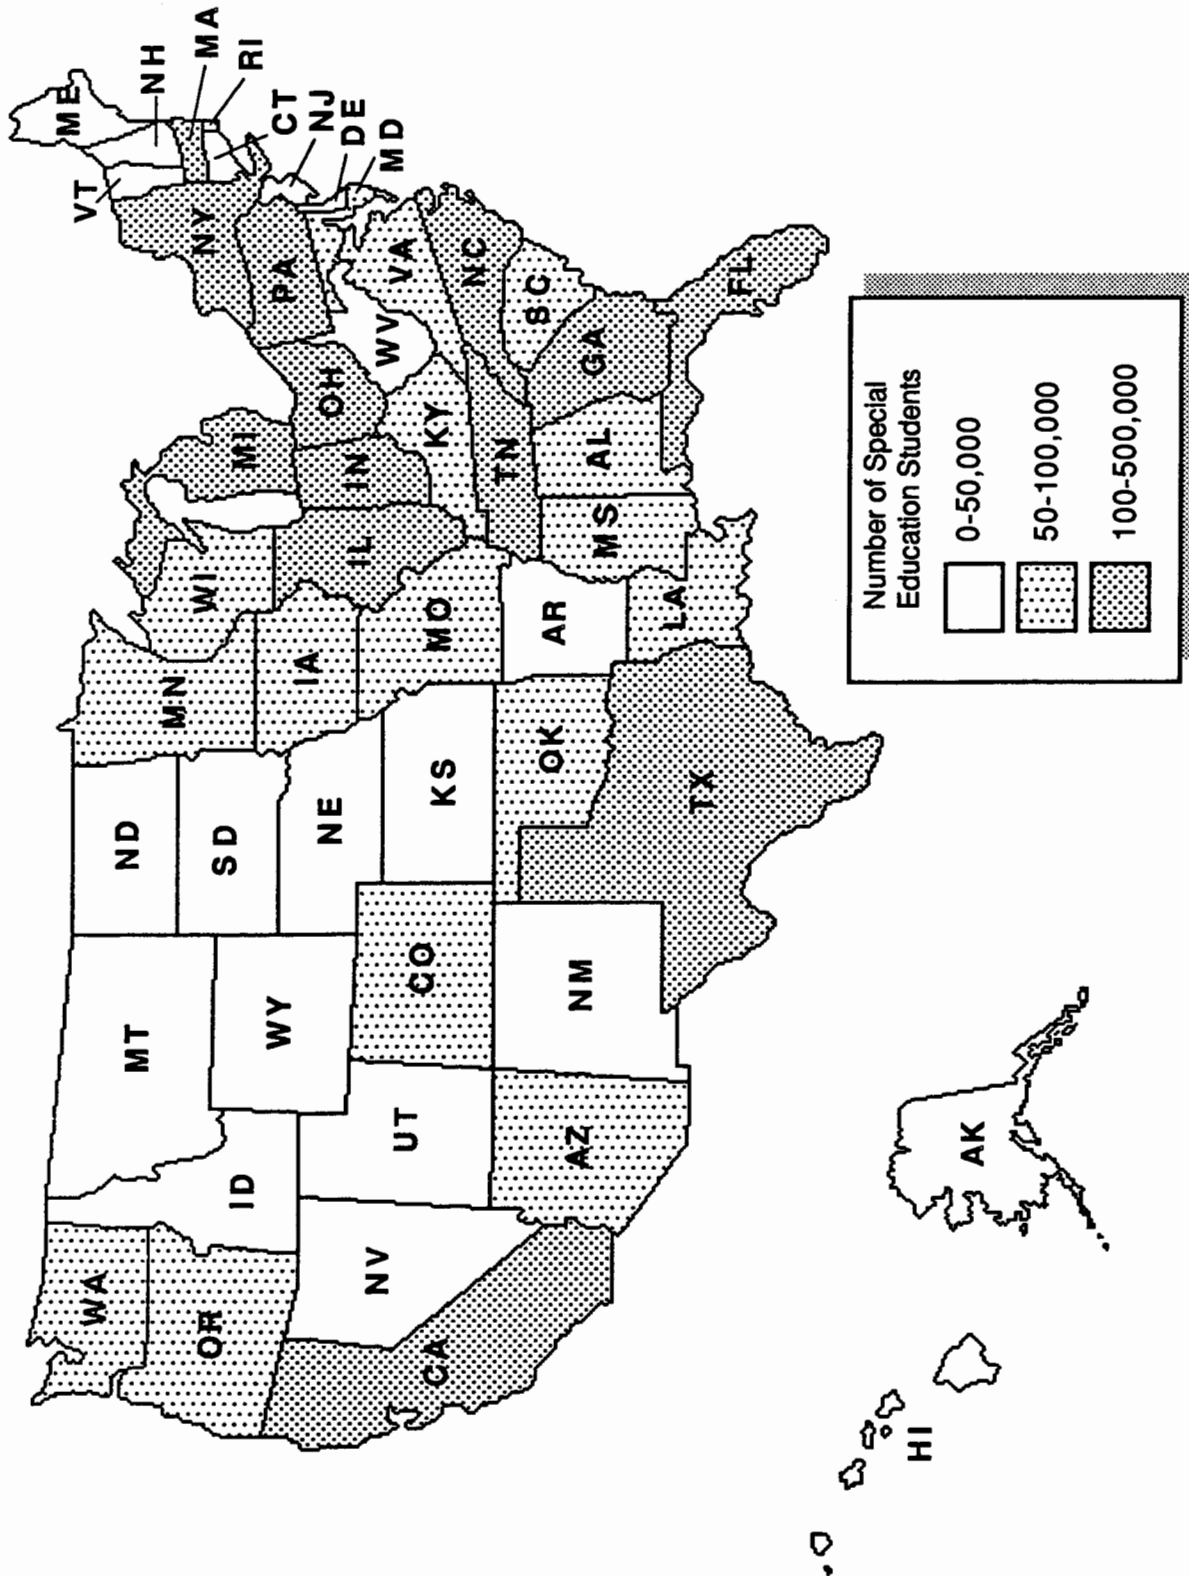 WA
OR
CA
NV
ID
MT
WY
UT
AZ
CO
NM
ND
SD
NE
KS
OK
TX
MN
IA
MO
AR
LA
WI
IL
MI
IN
OH
KY
TN
MS
AL
GA
FL
SC
NC
VA
WV
PA
NY
VT
ME
NH
MA
RI
CT
NJ
DE
MD
AK
HI
Number of Special
Education Students
0-50,000
50-100,000
100-500,000